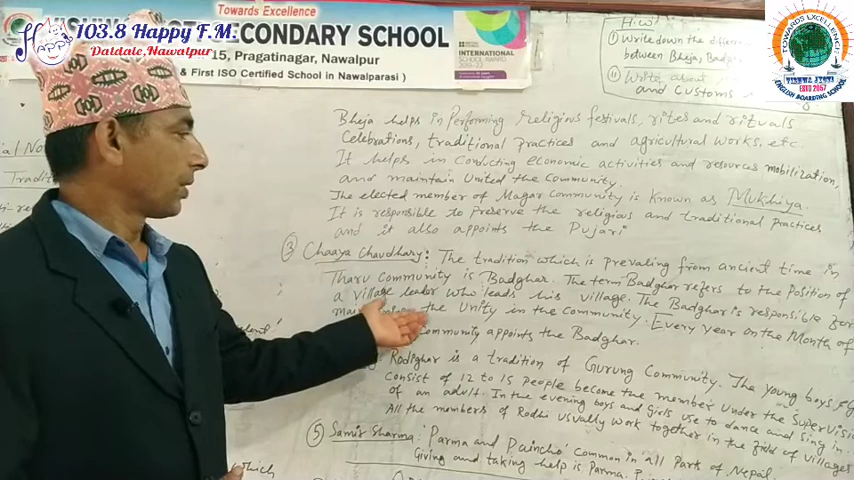 103.8 Happy F.M.
Daldale, Nawalpur
Happy
Towards Excellence
SECONDARY SCHOOL
15, Pragatinagar, Nawalpur
& First ISO Certified School in Nawalparasi )
INTERNATIONAL
SCHOOL AWARD
TOWARDS EXCELLENCE
VISHWA JYOTI
ESTD 2057
ENGLISH BOARDING SCHOOL
H.W
(i) Write down the
between Bheja,
(ii) Write about
and customs
Bheja helps in Performing religious festivals, rites and rituals
Celebrations, traditional practices and agricultural works, etc.
It helps in conducting economic activities and resources mobilization,
and maintain United the community.
The elected member of Magar Community is known as Mukhiya.
It is responsible to preserve the religious and traditional practices
and it also appoints the Pujari
(3) Chaaya Chaudhary: The tradition which is prevaling from ancient time in
Tharu community is Badghar. The term Badghar refers to the position of
a village leader who leads his village. The Badghar is responsible for
the Unity in the community. Every year on the Month of
community appoints the Badghar.
Rodighar is a tradition of Gurung Community. The young boys
consist of 12 to 15 people become the member under the supervision
of an adult. In the evening boys and girls use to dance and sing in
All the members of Rodhi usually work together in the field of villages
(5) Samir Sharma: Parma and Daincho common in all Part of Nepal.
Giving and taking help is Parma.
which